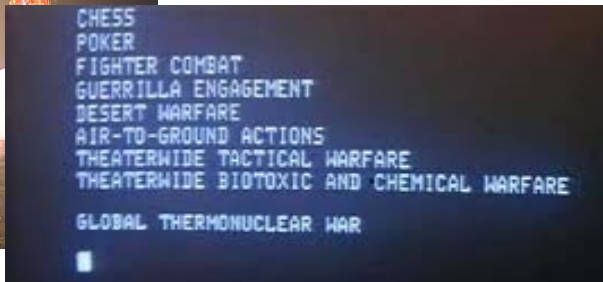 CHESS
POKER
FIGHTER COMBAT
GUERRILLA ENGAGEMENT
DESERT WARFARE
AIR-TO-GROUND ACTIONS
THEATERWIDE TACTICAL WARFARE
THEATERWIDE BIOTOXIC AND CHEMICAL WARFARE
GLOBAL THERMONUCLEAR WAR